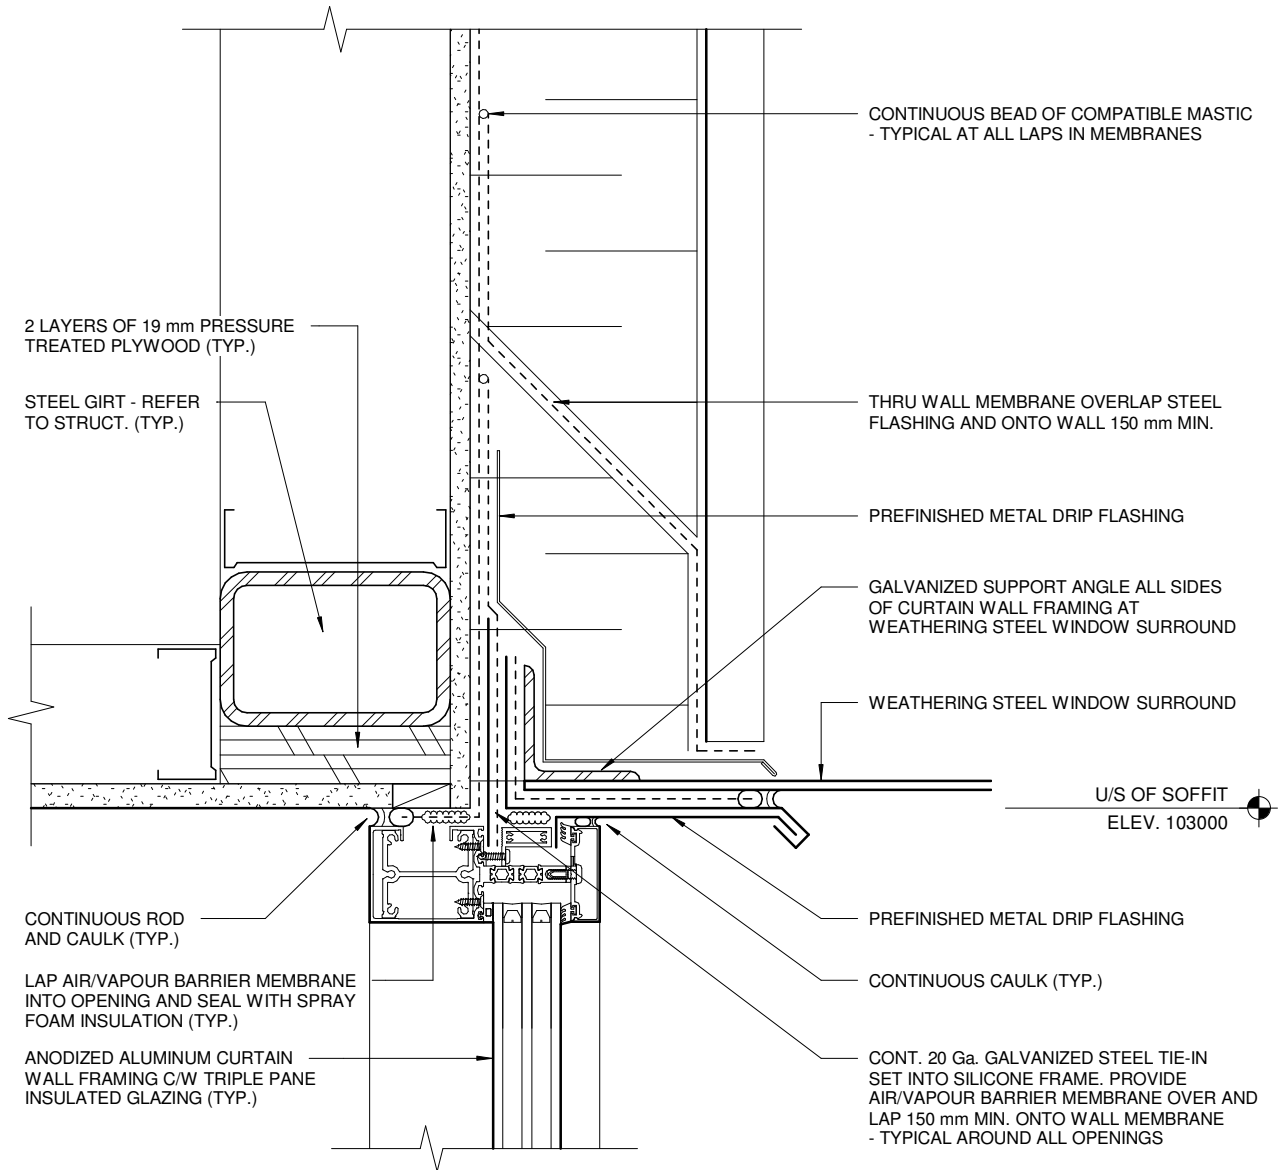 CONTINUOUS BEAD OF COMPATIBLE MASTIC
- TYPICAL AT ALL LAPS IN MEMBRANES
2 LAYERS OF 19 mm PRESSURE
TREATED PLYWOOD (TYP.)
STEEL GIRT - REFER
TO STRUCT. (TYP.)
THRU WALL MEMBRANE OVERLAP STEEL
FLASHING AND ONTO WALL 150 mm MIN.
PREFINISHED METAL DRIP FLASHING
GALVANIZED SUPPORT ANGLE ALL SIDES
OF CURTAIN WALL FRAMING AT
WEATHERING STEEL WINDOW SURROUND
WEATHERING STEEL WINDOW SURROUND
U/S OF SOFFIT
ELEV. 103000
CONTINUOUS ROD
AND CAULK (TYP.)
LAP AIR/VAPOUR BARRIER MEMBRANE
INTO OPENING AND SEAL WITH SPRAY
FOAM INSULATION (TYP.)
ANODIZED ALUMINUM CURTAIN
WALL FRAMING C/W TRIPLE PANE
INSULATED GLAZING (TYP.)
PREFINISHED METAL DRIP FLASHING
CONTINUOUS CAULK (TYP.)
CONT. 20 Ga. GALVANIZED STEEL TIE-IN
SET INTO SILICONE FRAME. PROVIDE
AIR/VAPOUR BARRIER MEMBRANE OVER AND
LAP 150 mm MIN. ONTO WALL MEMBRANE
- TYPICAL AROUND ALL OPENINGS